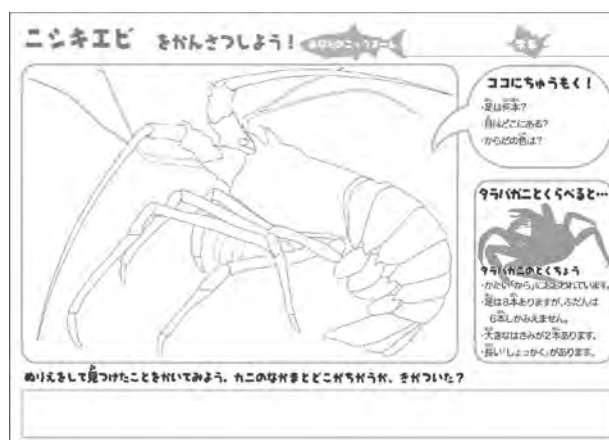 ニシキエビ をかんさつしよう！
ココにちゅうもく！
・足は何本？
・目はどこにある？
・からだの色は？
タラバガニとくらべると…
タラバガニのとくちょう
・かたい「から」におおわれています。
・足は8本ありますが、ふだんは
6本しかみえません。
・大きなはさみが2本あります。
・長い「しょっかく」があります。
ぬりえをして見つけたことをかいてみよう。カニのなかまとどこがちがうか、きがついた？